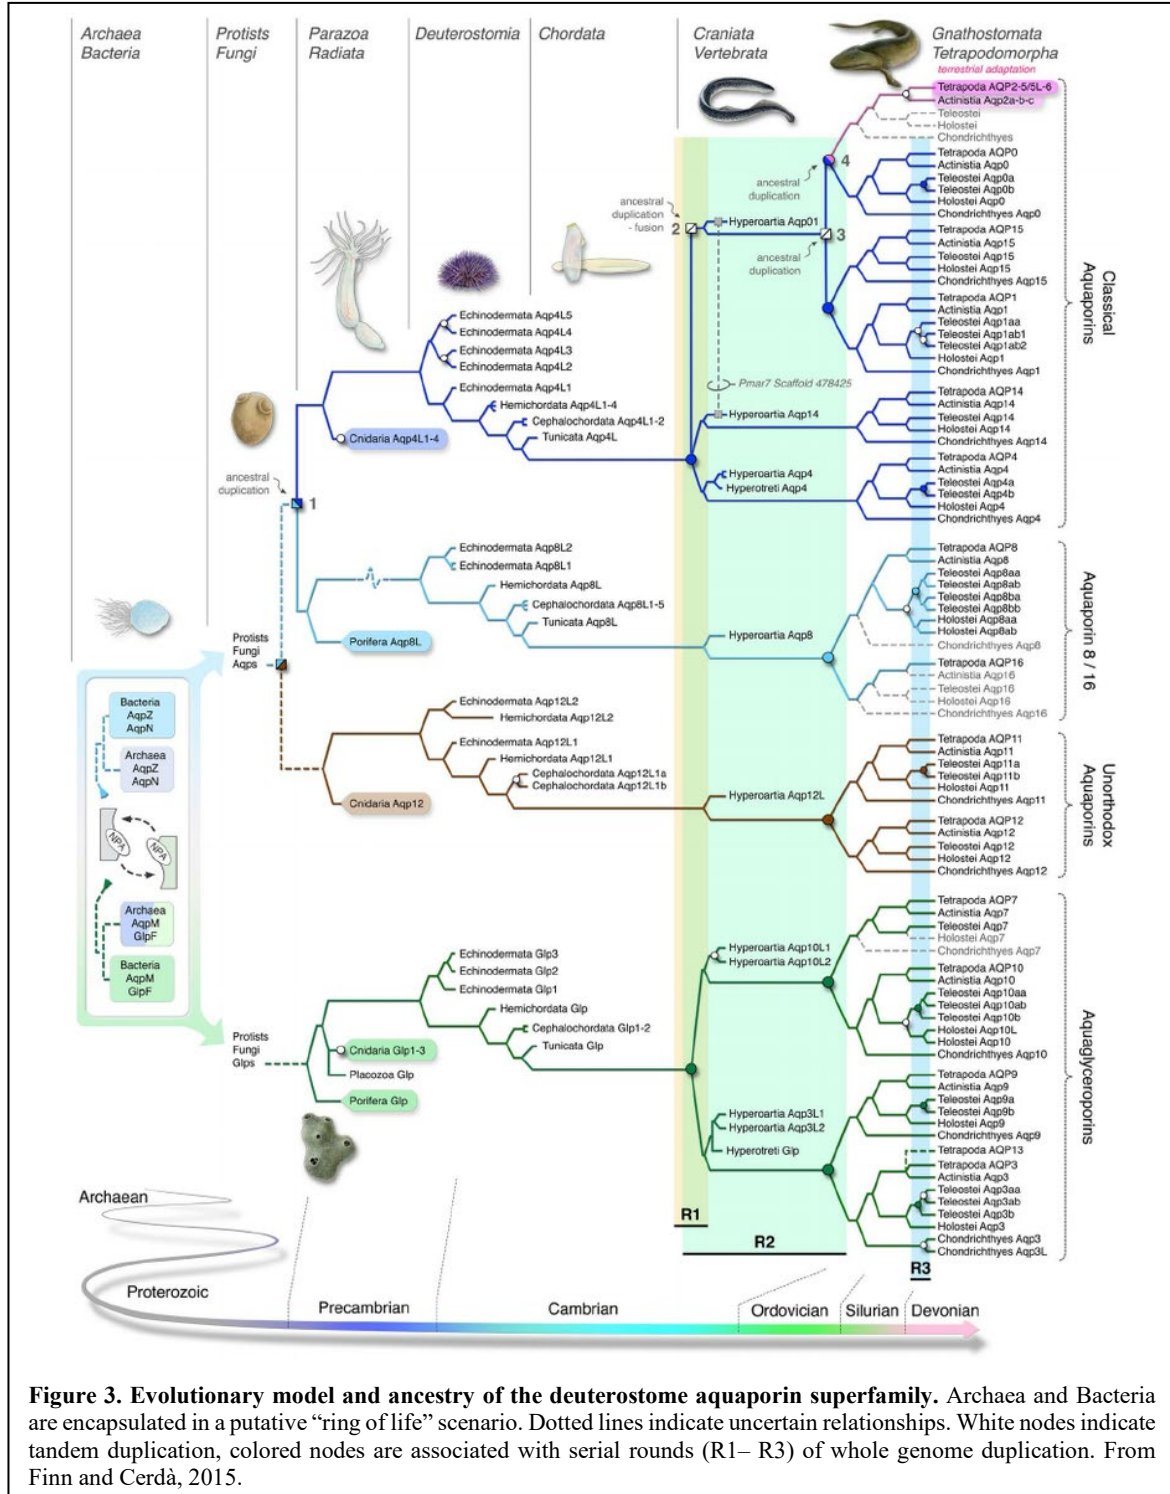 Archaea
Bacteria
Protists
Fungi
Parazoa
Radiata
Deuterostomia
Chordata
Craniata
Vertebrata
Gnathostomata
Tetrapodomorpha
terrestrial adaptation
Tetrapoda AQP2-5/5L-6
Actinistia Aqp2a-b-c
Teleostei
Holostei
Chondrichthyes
4
ancestral
duplication
Tetrapoda AQP0
Actinistia Aqp0
Teleostei Aqp0a
Teleostei Aqp0b
Holostei Aqp0
Chondrichthyes Aqp0
ancestral
duplication
- fusion
2
Hyperoartia Aqp01
3
ancestral
duplication
Tetrapoda AQP15
Actinistia Aqp15
Teleostei Aqp15
Holostei Aqp15
Chondrichthyes Aqp15
Tetrapoda AQP1
Actinistia Aqp1
Teleostei Aqp1aa
Teleostei Aqp1ab1
Teleostei Aqp1ab2
Holostei Aqp1
Chondrichthyes Aqp1
Pmar7 Scaffold 478425
Hyperoartia Aqp14
Tetrapoda AQP14
Actinistia Aqp14
Teleostei Aqp14
Holostei Aqp14
Chondrichthyes Aqp14
Hyperoartia Aqp4
Hyperotreti Aqp4
Tetrapoda AQP4
Actinistia Aqp4
Teleostei Aqp4a
Teleostei Aqp4b
Holostei Aqp4
Chondrichthyes Aqp4
Classical
Aquaporins
Echinodermata Aqp4L5
Echinodermata Aqp4L4
Echinodermata Aqp4L3
Echinodermata Aqp4L2
Echinodermata Aqp4L1
Hemichordata Aqp4L1-4
Cephalochordata Aqp4L1-2
Tunicata Aqp4L
Cnidaria Aqp4L1-4
ancestral
duplication
1
Echinodermata Aqp8L2
Echinodermata Aqp8L1
Hemichordata Aqp8L
Cephalochordata Aqp8L1-5
Tunicata Aqp8L
Porifera Aqp8L
Hyperoartia Aqp8
Tetrapoda AQP8
Actinistia Aqp8
Teleostei Aqp8aa
Teleostei Aqp8ab
Teleostei Aqp8ba
Teleostei Aqp8bb
Holostei Aqp8aa
Holostei Aqp8ab
Chondrichthyes Aqp8
Tetrapoda AQP16
Actinistia Aqp16
Teleostei Aqp16
Holostei Aqp16
Chondrichthyes Aqp16
Aquaporin 8 / 16
Protists
Fungi
Aqps
Bacteria
AqpZ
AqpN
Archaea
AqpZ
AqpN
NPA
NPA
Archaea
AqpM
GlpF
Bacteria
AqpM
GlpF
Echinodermata Aqp12L2
Hemichordata Aqp12L2
Echinodermata Aqp12L1
Hemichordata Aqp12L1
Cephalochordata Aqp12L1a
Cephalochordata Aqp12L1b
Cnidaria Aqp12
Hyperoartia Aqp12L
Tetrapoda AQP11
Actinistia Aqp11
Teleostei Aqp11a
Teleostei Aqp11b
Holostei Aqp11
Chondrichthyes Aqp11
Tetrapoda AQP12
Actinistia Aqp12
Teleostei Aqp12
Holostei Aqp12
Chondrichthyes Aqp12
Unorthodox
Aquaporins
Protists
Fungi
Glps
Echinodermata Glp3
Echinodermata Glp2
Echinodermata Glp1
Hemichordata Glp
Cephalochordata Glp1-2
Tunicata Glp
Cnidaria Glp1-3
Placozoa Glp
Porifera Glp
Hyperoartia Aqp10L1
Hyperoartia Aqp10L2
Hyperoartia Aqp3L1
Hyperoartia Aqp3L2
Hyperotreti Glp
Tetrapoda AQP7
Actinistia Aqp7
Teleostei Aqp7
Holostei Aqp7
Chondrichthyes Aqp7
Tetrapoda AQP10
Actinistia Aqp10
Teleostei Aqp10aa
Teleostei Aqp10ab
Teleostei Aqp10b
Holostei Aqp10L
Holostei Aqp10
Chondrichthyes Aqp10
Tetrapoda AQP9
Actinistia Aqp9
Teleostei Aqp9a
Teleostei Aqp9b
Holostei Aqp9
Chondrichthyes Aqp9
Tetrapoda AQP13
Tetrapoda AQP3
Actinistia Aqp3
Teleostei Aqp3aa
Teleostei Aqp3ab
Teleostei Aqp3b
Holostei Aqp3
Chondrichthyes Aqp3
Chondrichthyes Aqp3L
Aquaglyceroporins
R1
R2
R3
Archaean
Proterozoic
Precambrian
Cambrian
Ordovician
Silurian
Devonian
Figure 3. Evolutionary model and ancestry of the deuterostome aquaporin superfamily. Archaea and Bacteria
are encapsulated in a putative “ring of life” scenario. Dotted lines indicate uncertain relationships. White nodes indicate
tandem duplication, colored nodes are associated with serial rounds (R1– R3) of whole genome duplication. From
Finn and Cerdà, 2015.